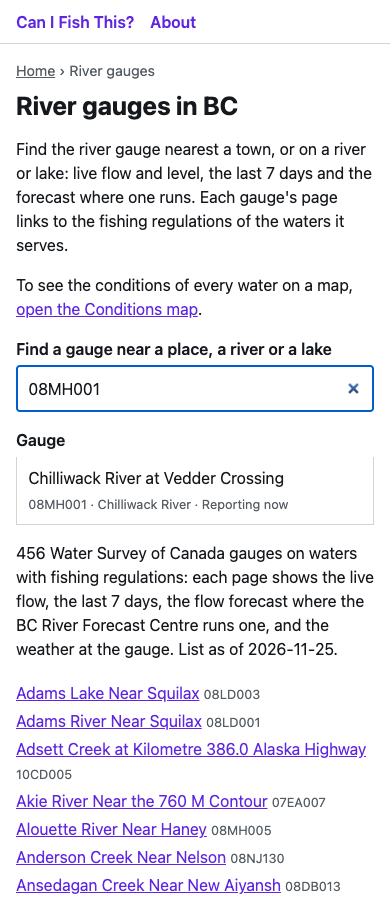 Can I Fish This? About
Home › River gauges
River gauges in BC
Find the river gauge nearest a town, or on a river
or lake: live flow and level, the last 7 days and the
forecast where one runs. Each gauge's page
links to the fishing regulations of the waters it
serves.
To see the conditions of every water on a map,
open the Conditions map.
Find a gauge near a place, a river or a lake
08MH001 ×
Gauge
Chilliwack River at Vedder Crossing
08MH001 · Chilliwack River · Reporting now
456 Water Survey of Canada gauges on waters
with fishing regulations: each page shows the live
flow, the last 7 days, the flow forecast where the
BC River Forecast Centre runs one, and the
weather at the gauge. List as of 2026-11-25.
Adams Lake Near Squilax 08LD003
Adams River Near Squilax 08LD001
Adsett Creek at Kilometre 386.0 Alaska Highway
10CD005
Akie River Near the 760 M Contour 07EA007
Alouette River Near Haney 08MH005
Anderson Creek Near Nelson 08NJ130
Ansedagan Creek Near New Aiyansh 08DB013